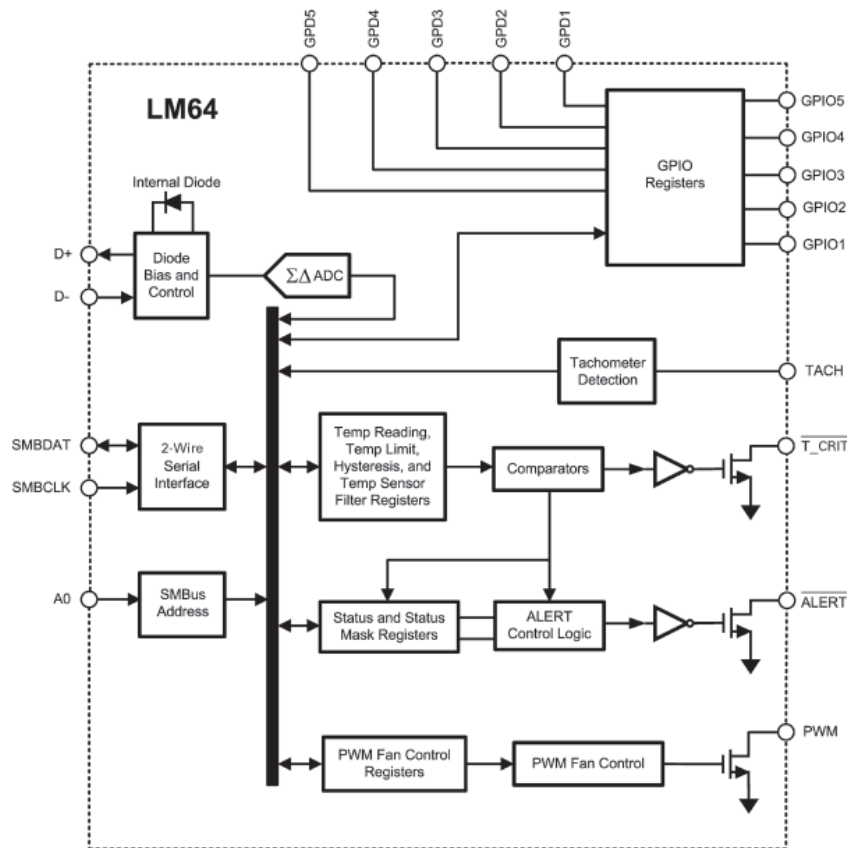 GPD5
GPD4
GPD3
GPD2
GPD1
LM64
GPIO5
GPIO4
GPIO3
GPIO2
GPIO1
GPIO
Registers
Internal Diode
D+
D-
Diode
Bias and
Control
ΣΔ ADC
Tachometer
Detection
TACH
SMBDAT
SMBCLK
2-Wire
Serial
Interface
Temp Reading,
Temp Limit,
Hysteresis, and
Temp Sensor
Filter Registers
Comparators
T_CRIT
A0
SMBus
Address
Status and Status
Mask Registers
ALERT
Control Logic
ALERT
PWM Fan Control
Registers
PWM Fan Control
PWM